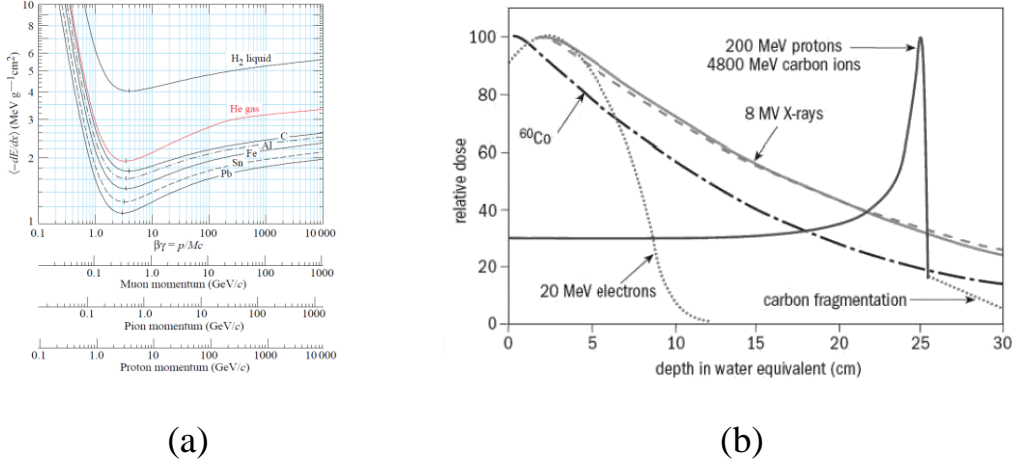 10
8
6
5
4
3
2
1
⟨–dE/dx⟩ (MeV g⁻¹cm²)
H₂ liquid
He gas
C
Al
Fe
Sn
Pb
0.1 1.0 10 100 1000 10 000
βγ = p/Mc
0.1 1.0 10 100 1000
Muon momentum (GeV/c)
0.1 1.0 10 100 1000
Pion momentum (GeV/c)
0.1 1.0 10 100 1000 10 000
Proton momentum (GeV/c)
(a)
100
80
60
40
20
0
relative dose
200 MeV protons
4800 MeV carbon ions
8 MV X-rays
⁶⁰Co
20 MeV electrons
carbon fragmentation
0 5 10 15 20 25 30
depth in water equivalent (cm)
(b)